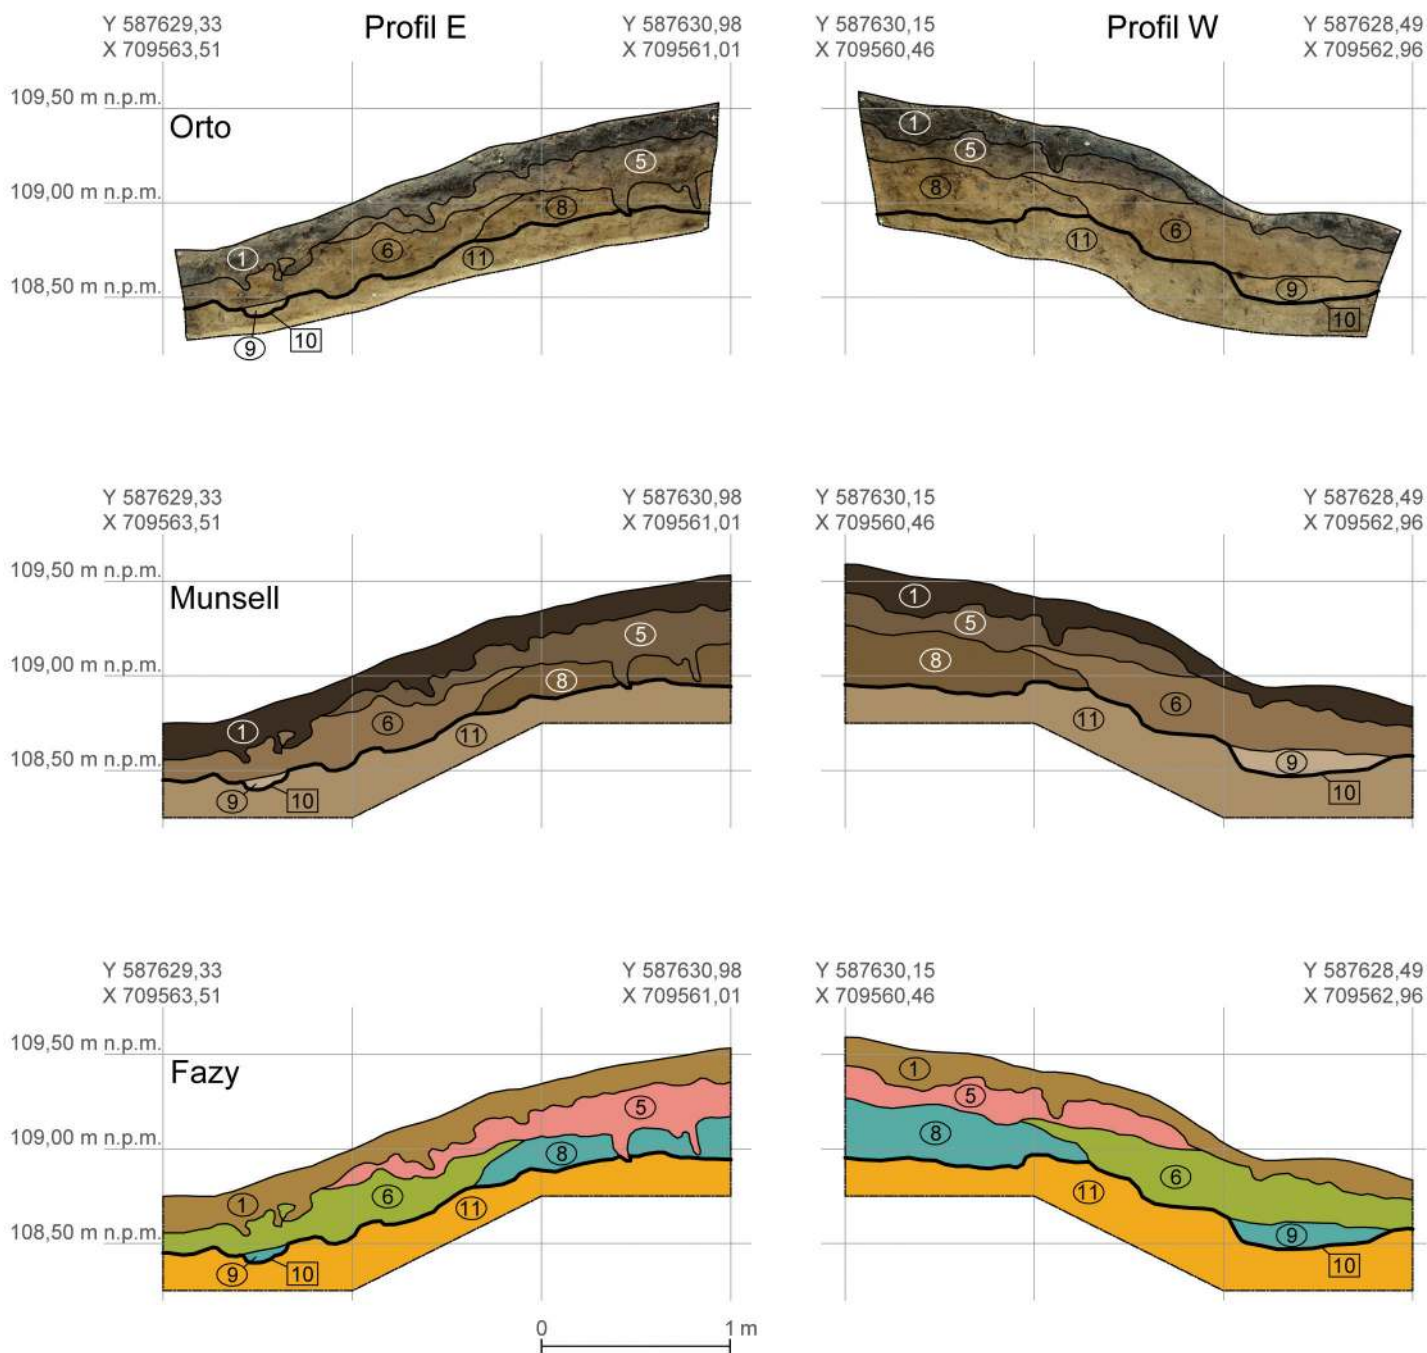 Y 587629,33 Profil E Y 587630,98 Y 587630,15 Profil W Y 587628,49
X 709563,51 X 709561,01 X 709560,46 X 709562,96
109,50 m n.p.m.
Orto
1
5
5
8
109,00 m n.p.m.
8
6
6
11
1
11
108,50 m n.p.m.
9
10
9
10
Y 587629,33 Y 587630,98 Y 587630,15 Y 587628,49
X 709563,51 X 709561,01 X 709560,46 X 709562,96
109,50 m n.p.m.
Munsell
1
5
5
8
109,00 m n.p.m.
8
6
6
11
1
11
108,50 m n.p.m.
9
9
10
10
Y 587629,33 Y 587630,98 Y 587630,15 Y 587628,49
X 709563,51 X 709561,01 X 709560,46 X 709562,96
109,50 m n.p.m.
Fazy
1
5
5
8
109,00 m n.p.m.
8
6
6
11
1
11
108,50 m n.p.m.
9
9
10
10
0 1 m